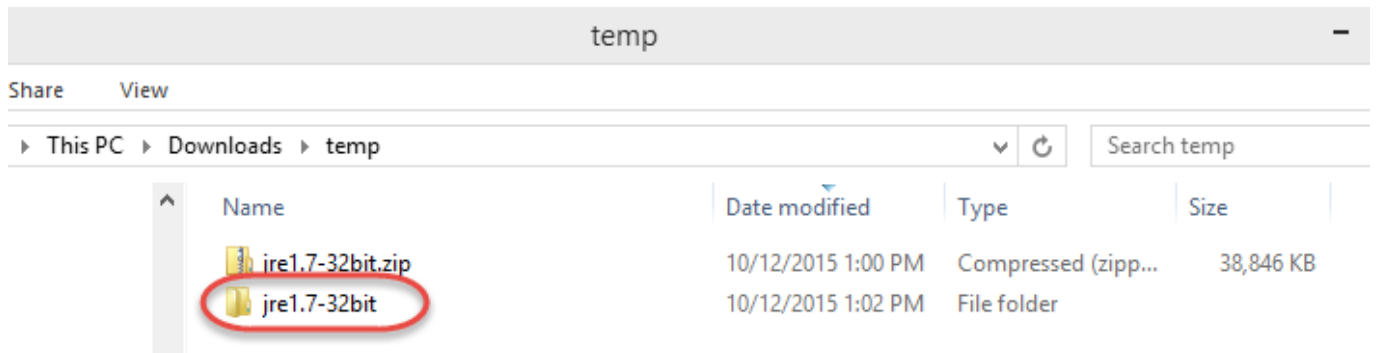 temp
Share View
This PC Downloads temp Search temp
Name Date modified Type Size
jre1.7-32bit.zip 10/12/2015 1:00 PM Compressed (zipp... 38,846 KB
jre1.7-32bit 10/12/2015 1:02 PM File folder